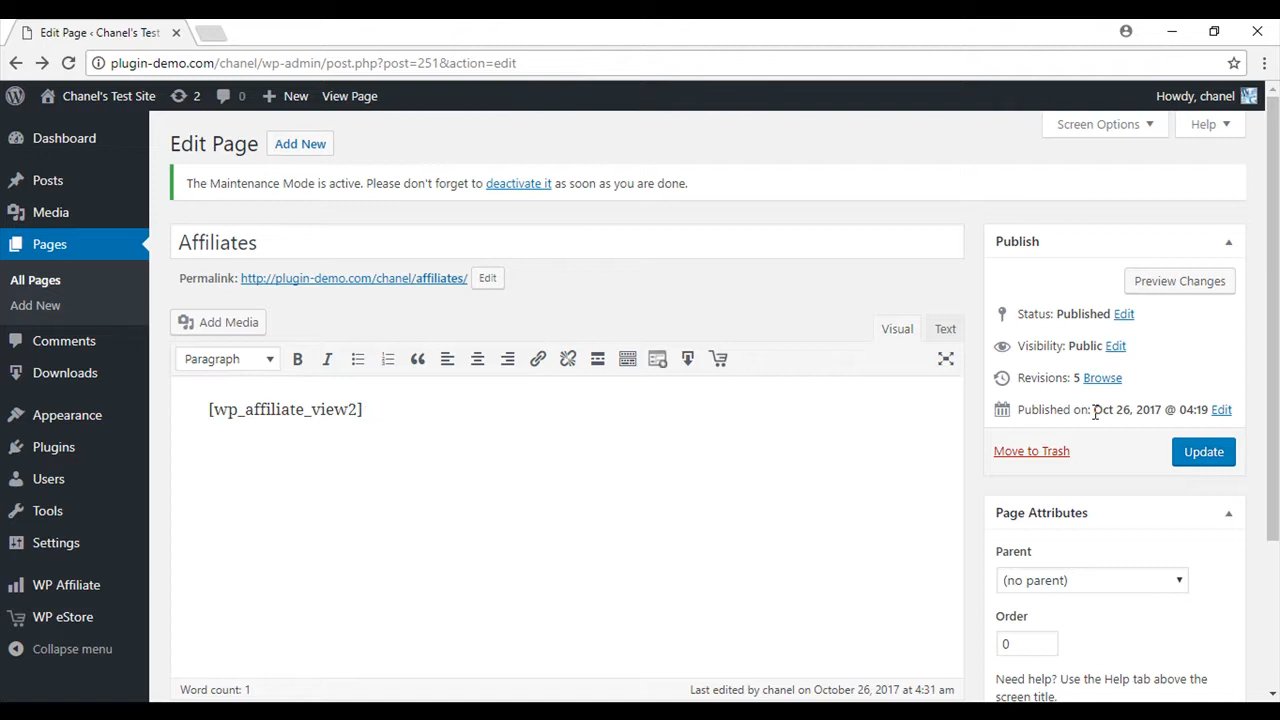 Edit Page ‹ Chanel's Test
plugin-demo.com/chanel/wp-admin/post.php?post=251&action=edit
Chanel's Test Site 2 0 New View Page Howdy, chanel
Screen Options Help
Dashboard
Posts
Media
Pages
All Pages
Add New
Comments
Downloads
Appearance
Plugins
Users
Tools
Settings
WP Affiliate
WP eStore
Collapse menu
Edit Page Add New
The Maintenance Mode is active. Please don't forget to deactivate it as soon as you are done.
Affiliates
Permalink: http://plugin-demo.com/chanel/affiliates/ Edit
Add Media
Visual Text
Paragraph B I
[wp_affiliate_view2]
Word count: 1 Last edited by chanel on October 26, 2017 at 4:31 am
Publish
Preview Changes
Status: Published Edit
Visibility: Public Edit
Revisions: 5 Browse
Published on: Oct 26, 2017 @ 04:19 Edit
Move to Trash Update
Page Attributes
Parent
(no parent)
Order
0
Need help? Use the Help tab above the
screen title.